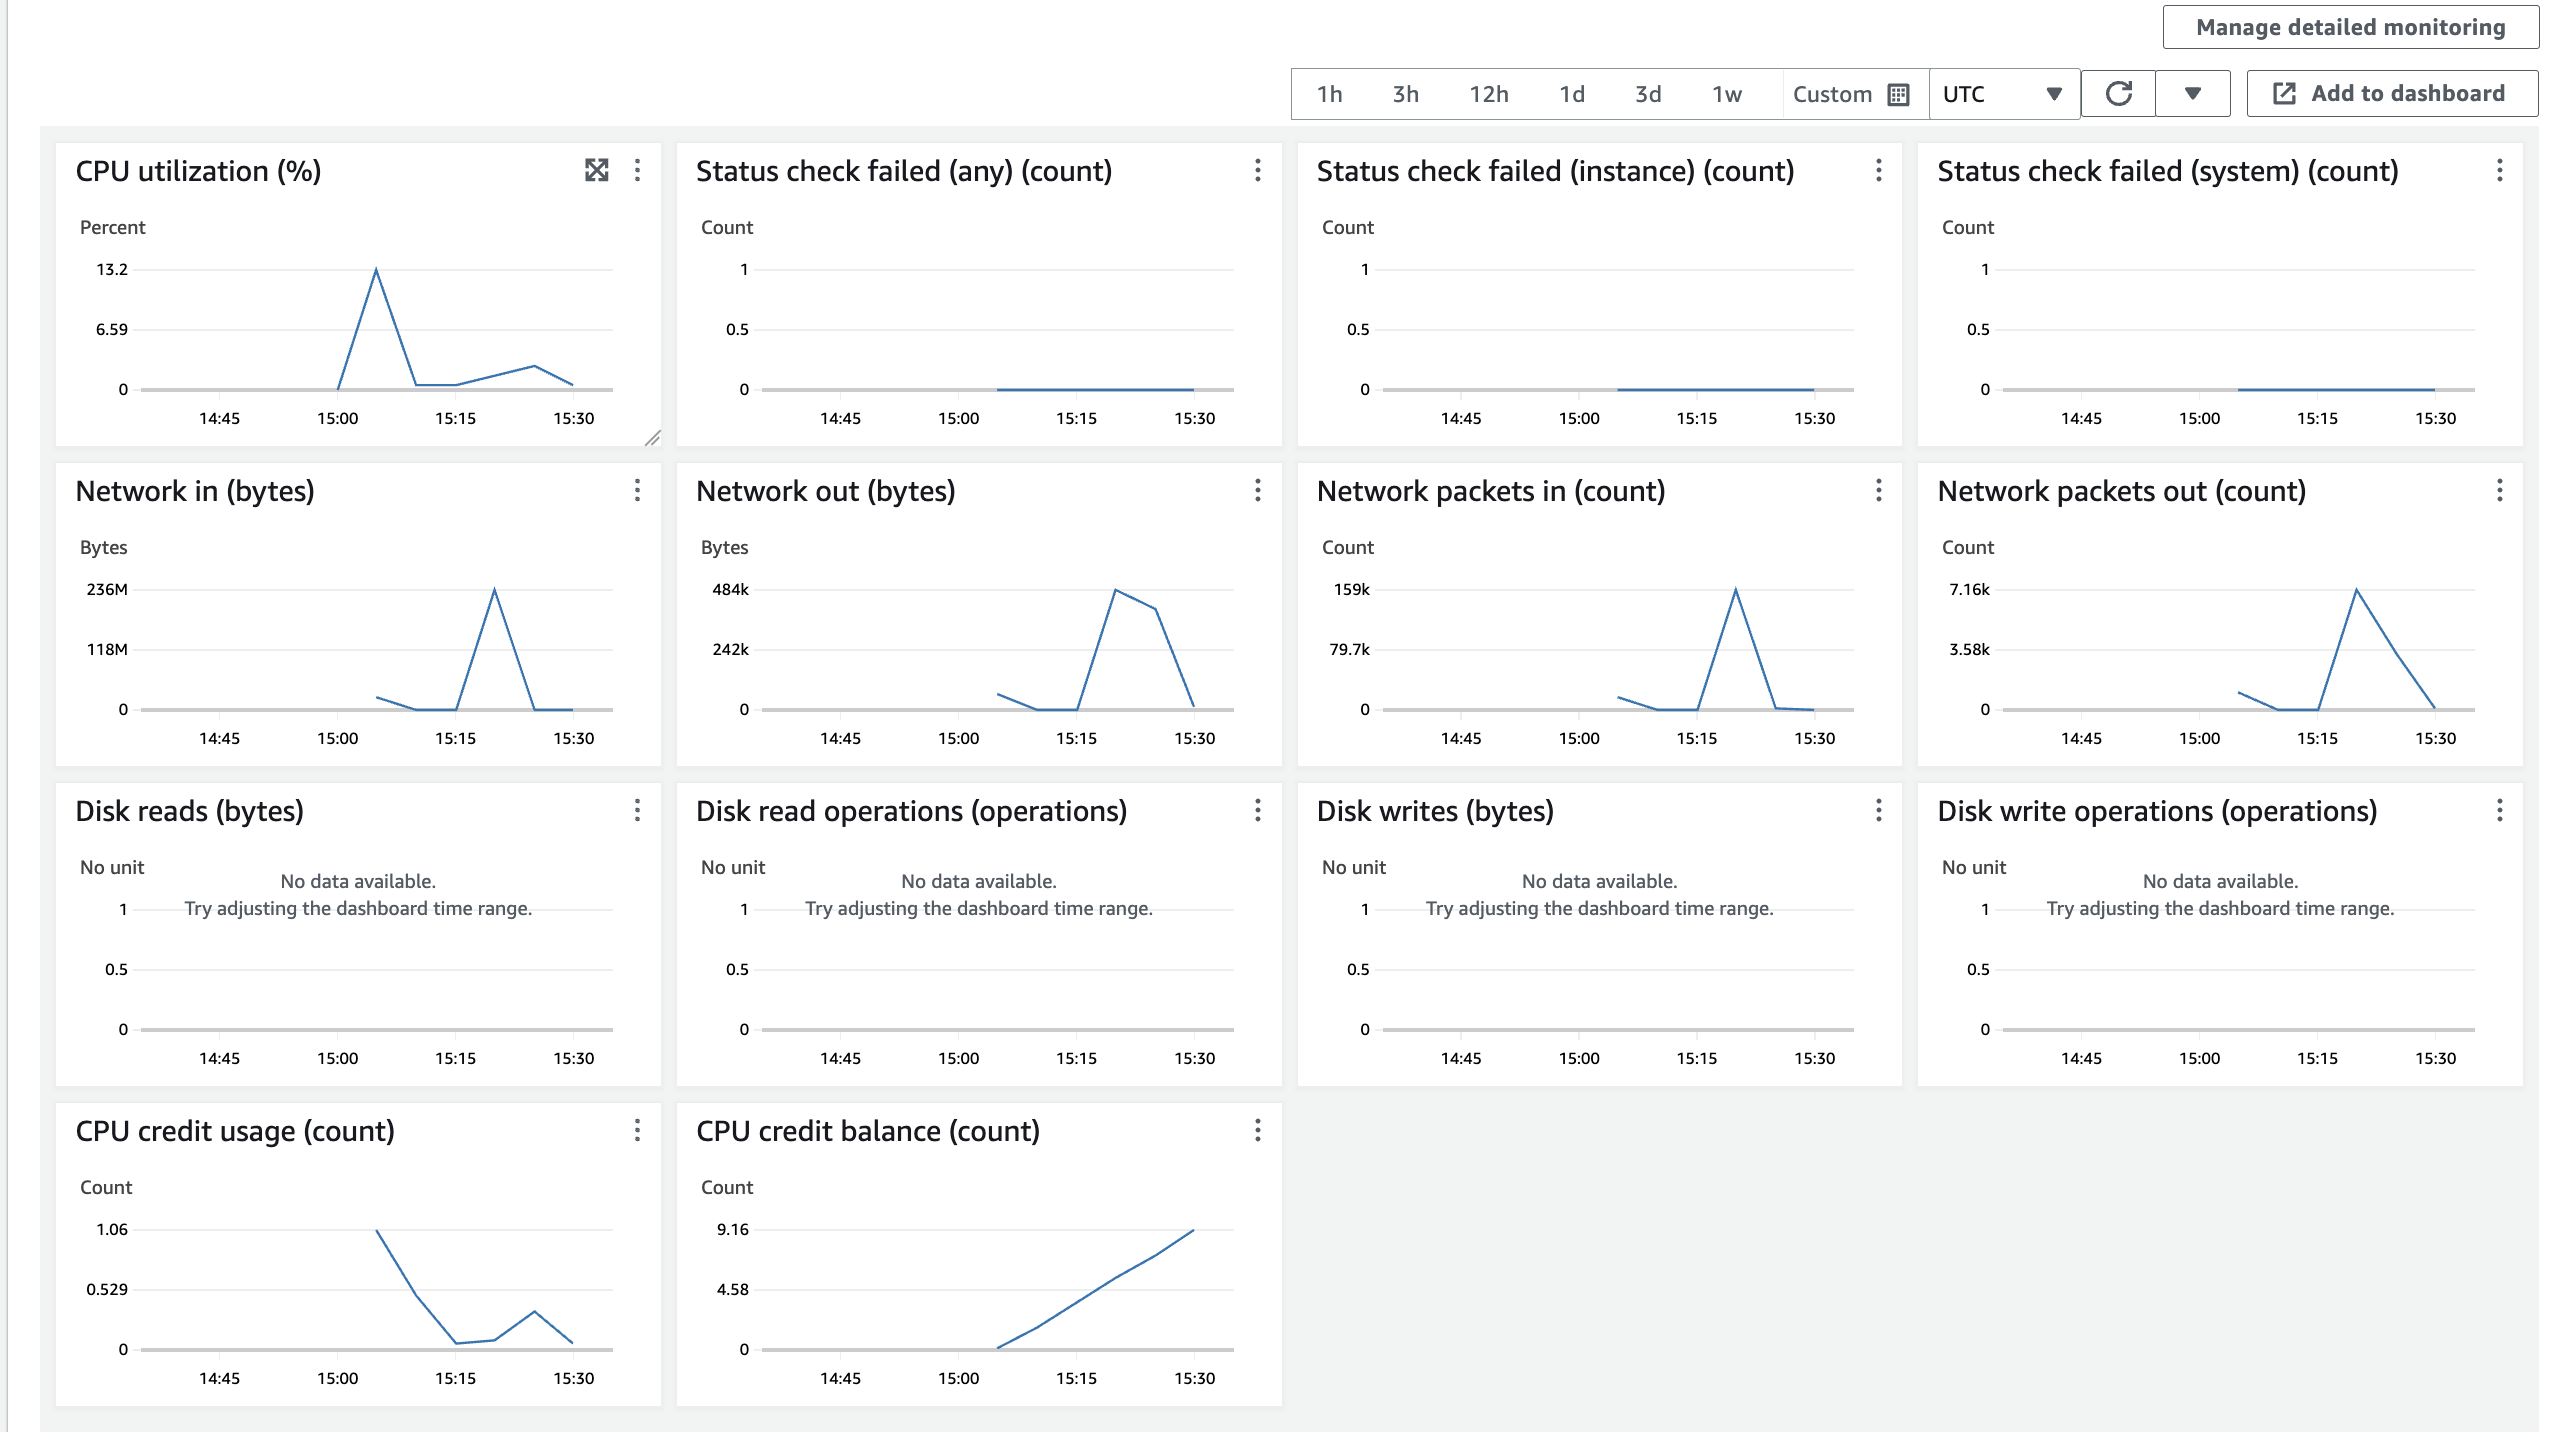 Manage detailed monitoring
1h 3h 12h 1d 3d 1w Custom UTC Add to dashboard
CPU utilization (%)
Percent
13.2
6.59
0
14:45 15:00 15:15 15:30
Status check failed (any) (count)
Count
1
0.5
0
14:45 15:00 15:15 15:30
Status check failed (instance) (count)
Count
1
0.5
0
14:45 15:00 15:15 15:30
Status check failed (system) (count)
Count
1
0.5
0
14:45 15:00 15:15 15:30
Network in (bytes)
Bytes
236M
118M
0
14:45 15:00 15:15 15:30
Network out (bytes)
Bytes
484k
242k
0
14:45 15:00 15:15 15:30
Network packets in (count)
Count
159k
79.7k
0
14:45 15:00 15:15 15:30
Network packets out (count)
Count
7.16k
3.58k
0
14:45 15:00 15:15 15:30
Disk reads (bytes)
No unit
No data available.
Try adjusting the dashboard time range.
1
0.5
0
14:45 15:00 15:15 15:30
Disk read operations (operations)
No unit
No data available.
Try adjusting the dashboard time range.
1
0.5
0
14:45 15:00 15:15 15:30
Disk writes (bytes)
No unit
No data available.
Try adjusting the dashboard time range.
1
0.5
0
14:45 15:00 15:15 15:30
Disk write operations (operations)
No unit
No data available.
Try adjusting the dashboard time range.
1
0.5
0
14:45 15:00 15:15 15:30
CPU credit usage (count)
Count
1.06
0.529
0
14:45 15:00 15:15 15:30
CPU credit balance (count)
Count
9.16
4.58
0
14:45 15:00 15:15 15:30